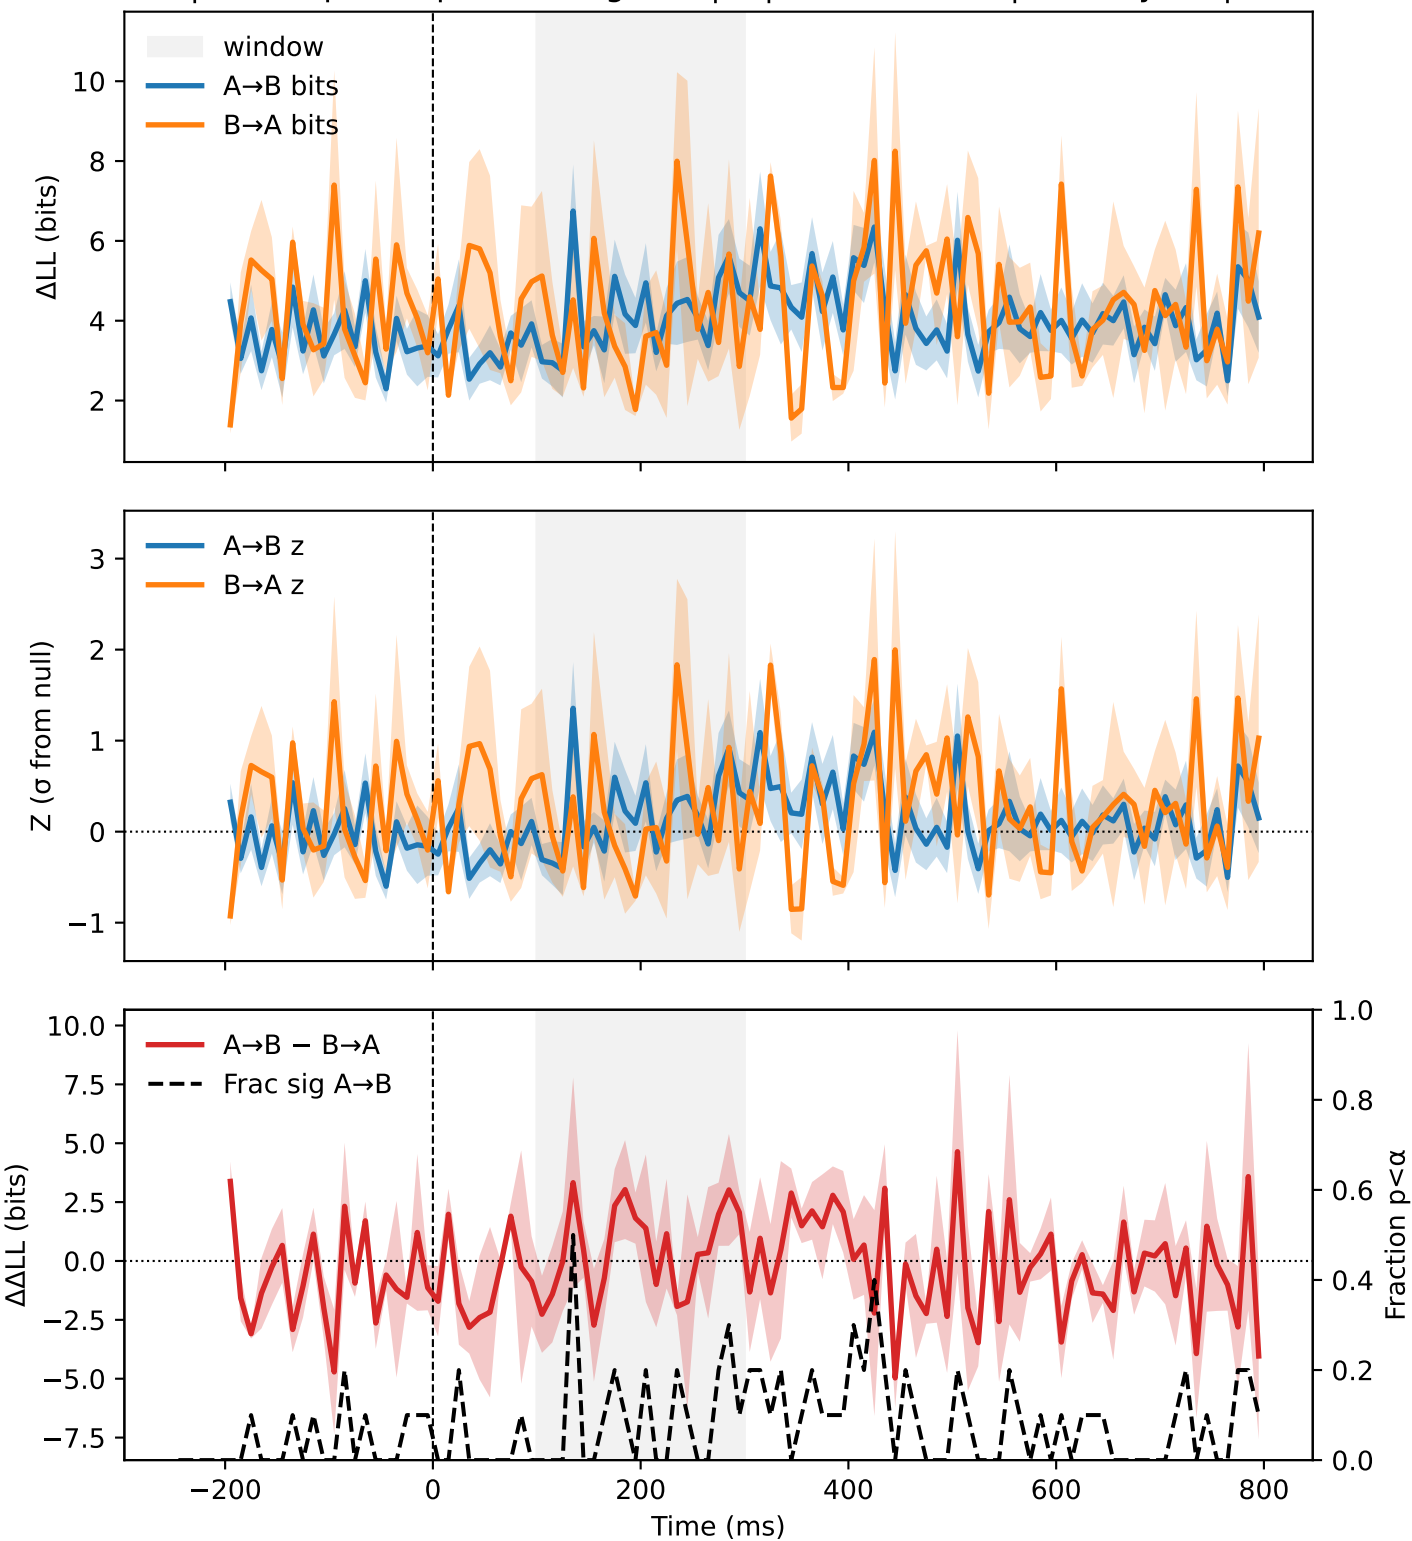 window
A→B bits
B→A bits
10
8
6
4
2
ΔLL (bits)
A→B z
B→A z
3
2
1
0
−1
Z (σ from null)
A→B − B→A
Frac sig A→B
10.0
7.5
5.0
2.5
0.0
−2.5
−5.0
−7.5
ΔΔLL (bits)
1.0
0.8
0.6
0.4
0.2
0.0
Fraction p<α
−200
0
200
400
600
800
Time (ms)